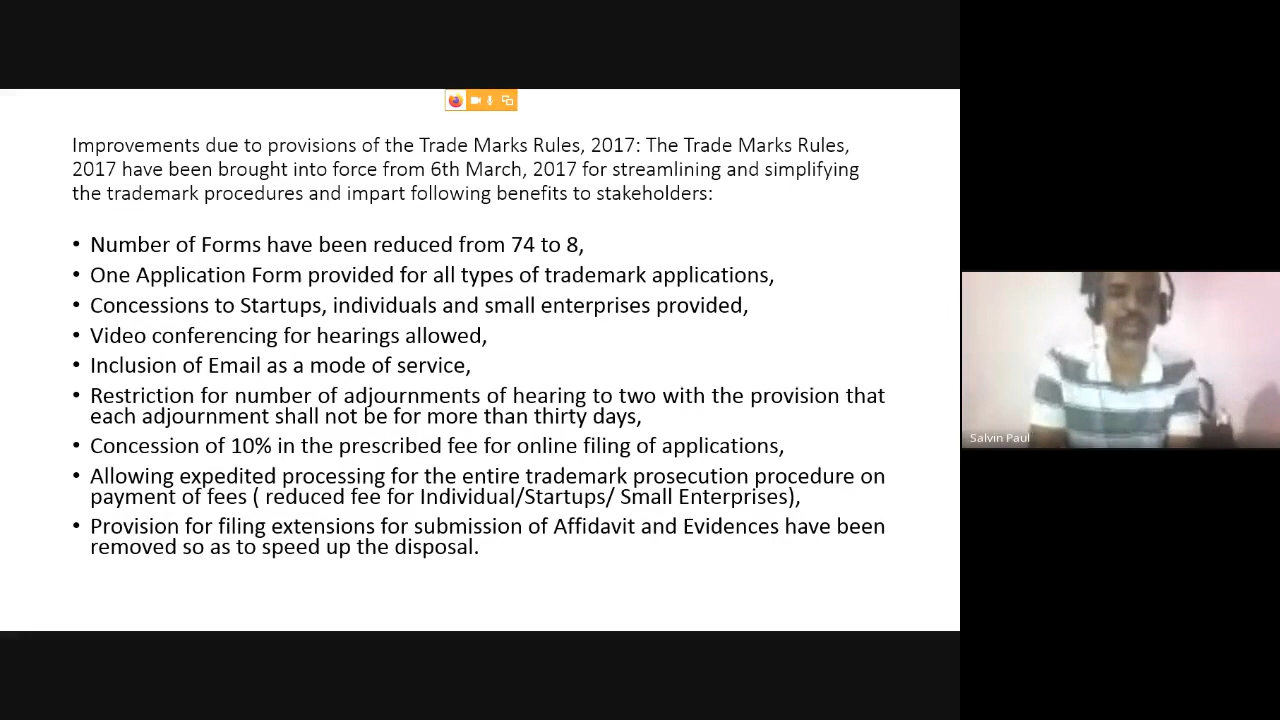 Improvements due to provisions of the Trade Marks Rules, 2017: The Trade Marks Rules,
2017 have been brought into force from 6th March, 2017 for streamlining and simplifying
the trademark procedures and impart following benefits to stakeholders:
• Number of Forms have been reduced from 74 to 8,
• One Application Form provided for all types of trademark applications,
• Concessions to Startups, individuals and small enterprises provided,
• Video conferencing for hearings allowed,
• Inclusion of Email as a mode of service,
• Restriction for number of adjournments of hearing to two with the provision that
each adjournment shall not be for more than thirty days,
• Concession of 10% in the prescribed fee for online filing of applications,
• Allowing expedited processing for the entire trademark prosecution procedure on
payment of fees ( reduced fee for Individual/Startups/ Small Enterprises),
• Provision for filing extensions for submission of Affidavit and Evidences have been
removed so as to speed up the disposal.
Salvin Paul